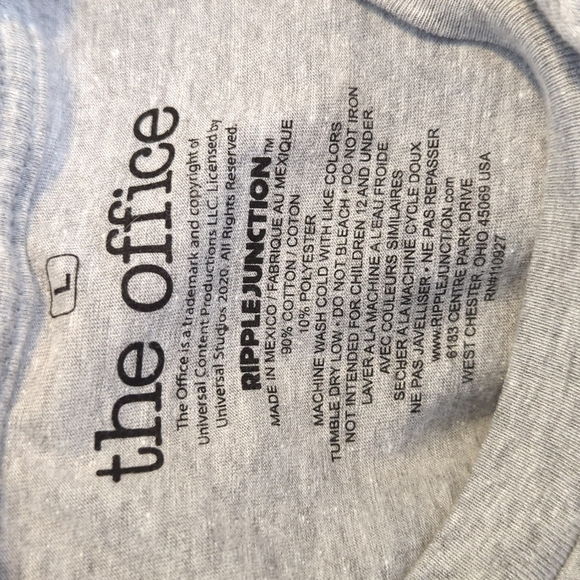 L
the office
The Office is a trademark and copyright of
Universal Content Productions LLC. Licensed by
Universal Studios 2020. All Rights Reserved.
RIPPLE JUNCTION™
MADE IN MEXICO / FABRIQUE AU MEXIQUE
90% COTTON / COTON
10% POLYESTER
MACHINE WASH COLD WITH LIKE COLORS
TUMBLE DRY LOW · DO NOT BLEACH · DO NOT IRON
NOT INTENDED FOR CHILDREN 12 AND UNDER.
LAVER A LA MACHINE A L'EAU FROIDE
AVEC COULEURS SIMILAIRES
SECHER A LA MACHINE CYCLE DOUX
NE PAS JAVELLISER · NE PAS REPASSER
www.RIPPLEJUNCTION.com
6183 CENTRE PARK DRIVE
WEST CHESTER, OHIO 45069 USA
RN#110927